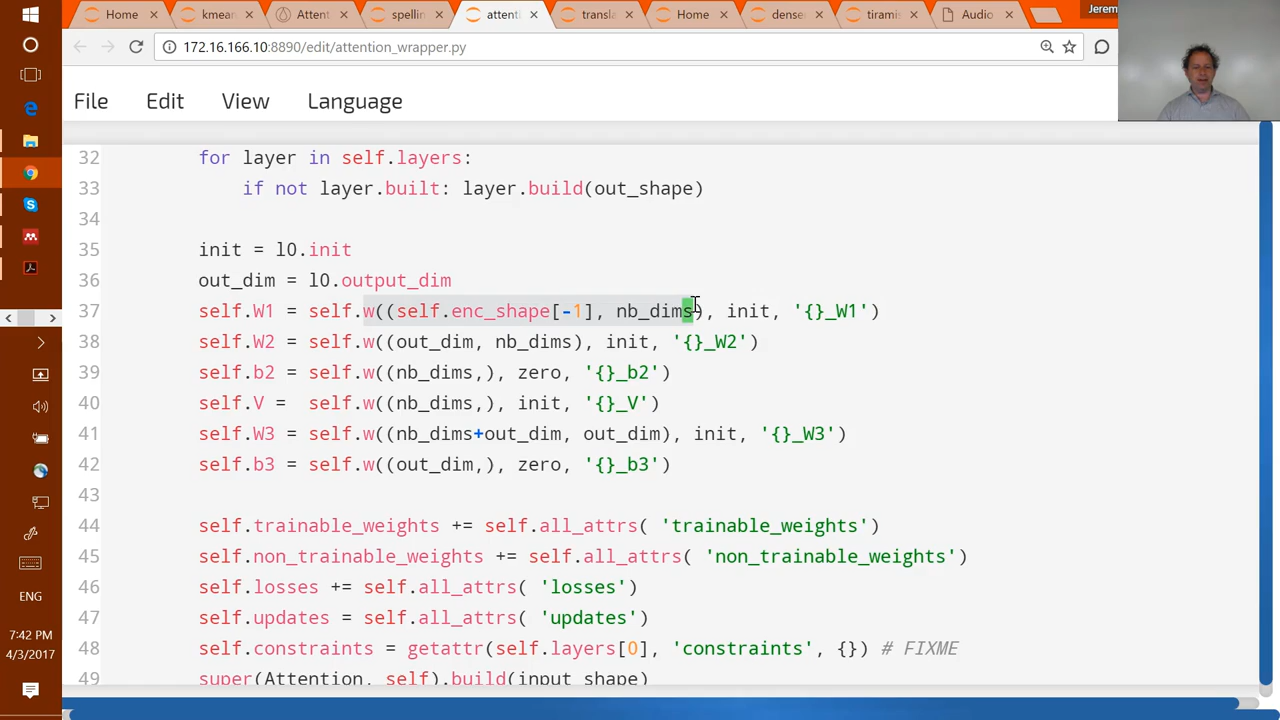 Home
kmean
Attent
spellin
attenti
transla
Home
dense
tiramis
Audio
Jerem
172.16.166.10:8890/edit/attention_wrapper.py
File Edit View Language
32 for layer in self.layers:
33 if not layer.built: layer.build(out_shape)
34
35 init = l0.init
36 out_dim = l0.output_dim
37 self.W1 = self.w((self.enc_shape[-1], nb_dims), init, '{}_W1')
38 self.W2 = self.w((out_dim, nb_dims), init, '{}_W2')
39 self.b2 = self.w((nb_dims,), zero, '{}_b2')
40 self.V = self.w((nb_dims,), init, '{}_V')
41 self.W3 = self.w((nb_dims+out_dim, out_dim), init, '{}_W3')
42 self.b3 = self.w((out_dim,), zero, '{}_b3')
43
44 self.trainable_weights += self.all_attrs( 'trainable_weights')
45 self.non_trainable_weights += self.all_attrs( 'non_trainable_weights')
46 self.losses += self.all_attrs( 'losses')
47 self.updates = self.all_attrs( 'updates')
48 self.constraints = getattr(self.layers[0], 'constraints', {}) # FIXME
49 super(Attention, self).build(input_shape)
ENG
7:42 PM
4/3/2017